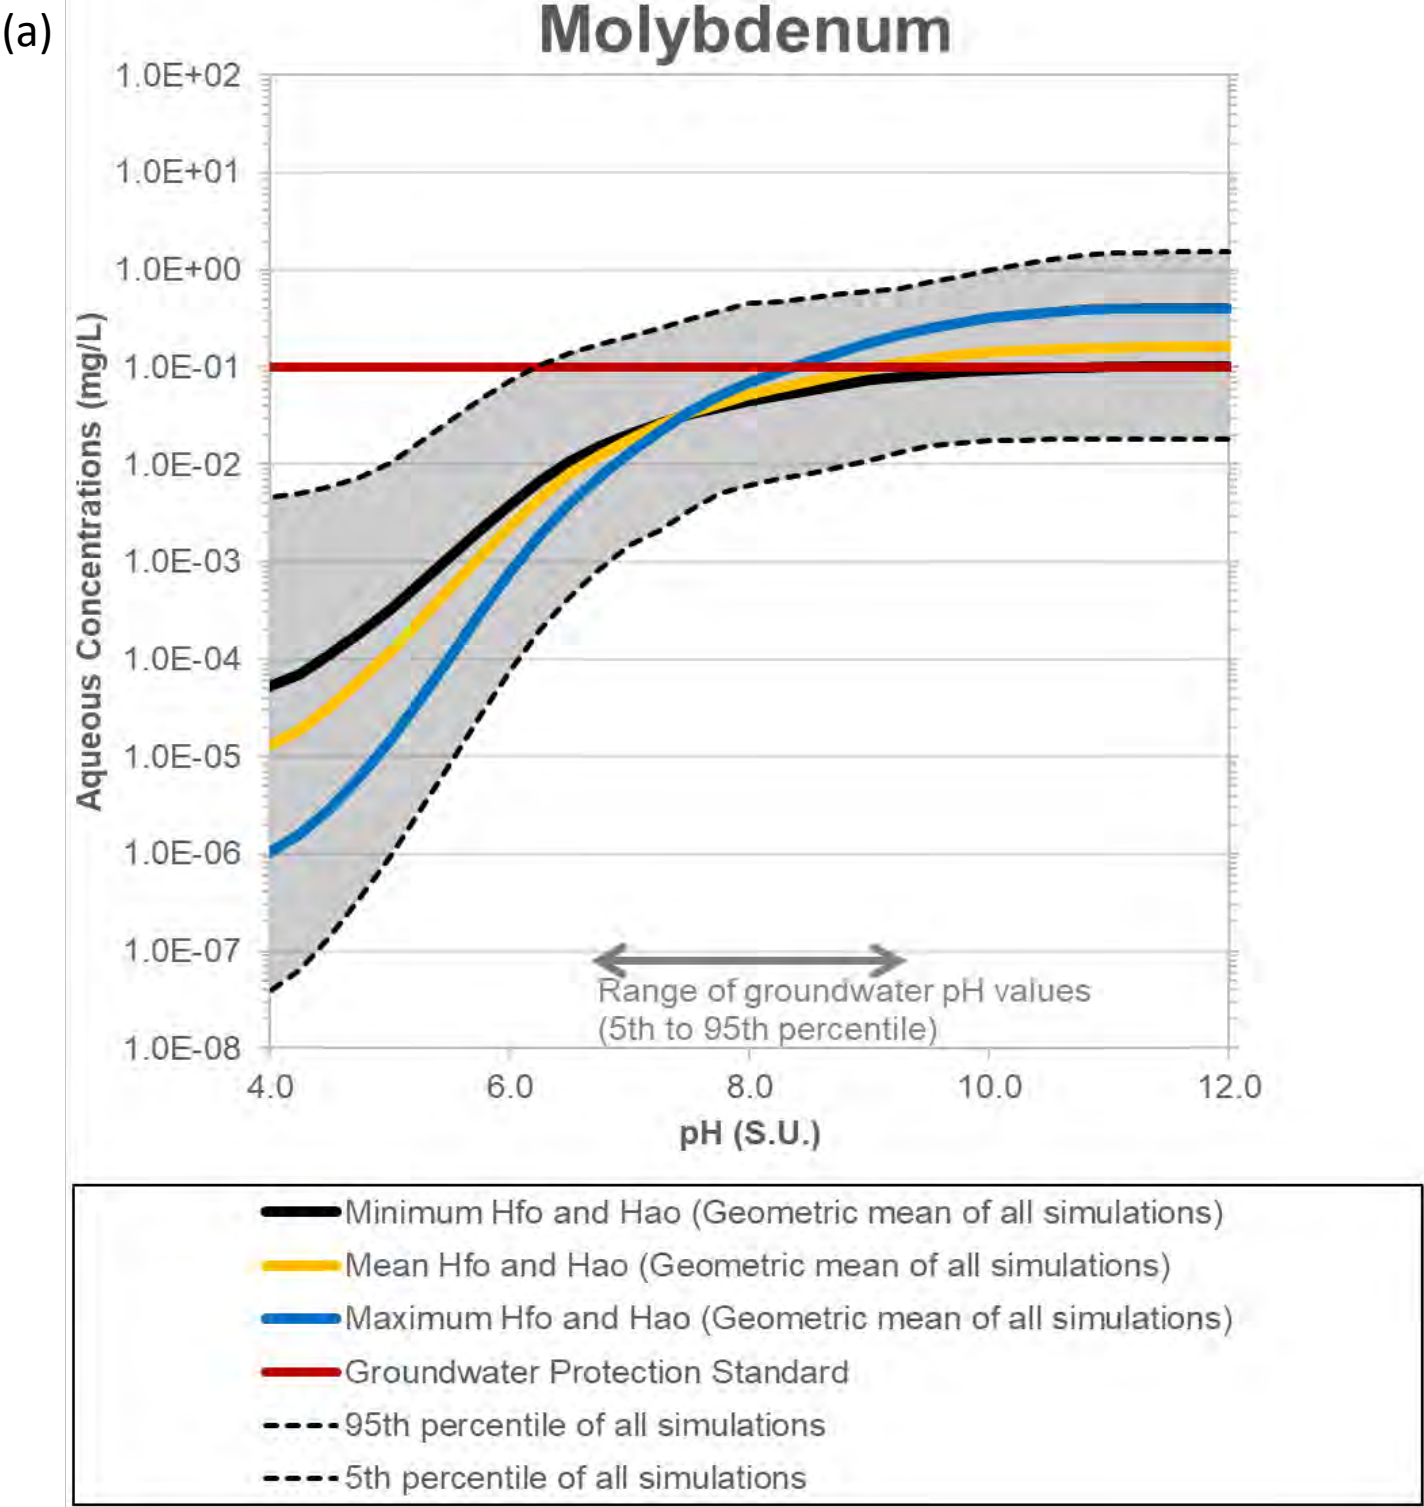 (a)
Molybdenum
1.0E+02
1.0E+01
1.0E+00
1.0E-01
1.0E-02
1.0E-03
1.0E-04
1.0E-05
1.0E-06
1.0E-07
1.0E-08
Aqueous Concentrations (mg/L)
Range of groundwater pH values
(5th to 95th percentile)
4.0 6.0 8.0 10.0 12.0
pH (S.U.)
Minimum Hfo and Hao (Geometric mean of all simulations)
Mean Hfo and Hao (Geometric mean of all simulations)
Maximum Hfo and Hao (Geometric mean of all simulations)
Groundwater Protection Standard
95th percentile of all simulations
5th percentile of all simulations